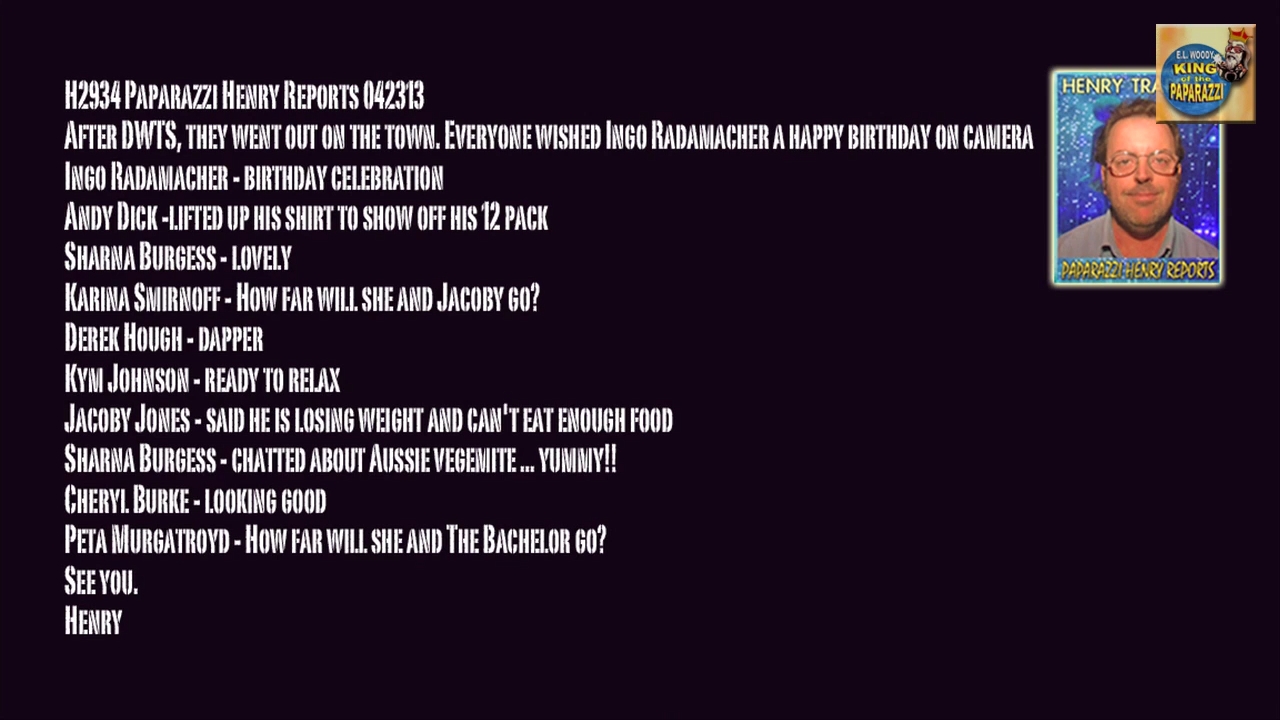 H2934 Paparazzi Henry Reports 042313
After DWTS, they went out on the town. Everyone wished Ingo Radamacher a happy birthday on camera
Ingo Radamacher - birthday celebration
Andy Dick -lifted up his shirt to show off his 12 pack
Sharna Burgess - lovely
Karina Smirnoff - How far will she and Jacoby go?
Derek Hough - dapper
Kym Johnson - ready to relax
Jacoby Jones - said he is losing weight and can't eat enough food
Sharna Burgess - chatted about Aussie vegemite ... yummy!!
Cheryl Burke - looking good
Peta Murgatroyd - How far will she and The Bachelor go?
See you.
Henry
E.L. WOODY
KING
of the
PAPARAZZI
HENRY
PAPARAZZI HENRY REPORTS